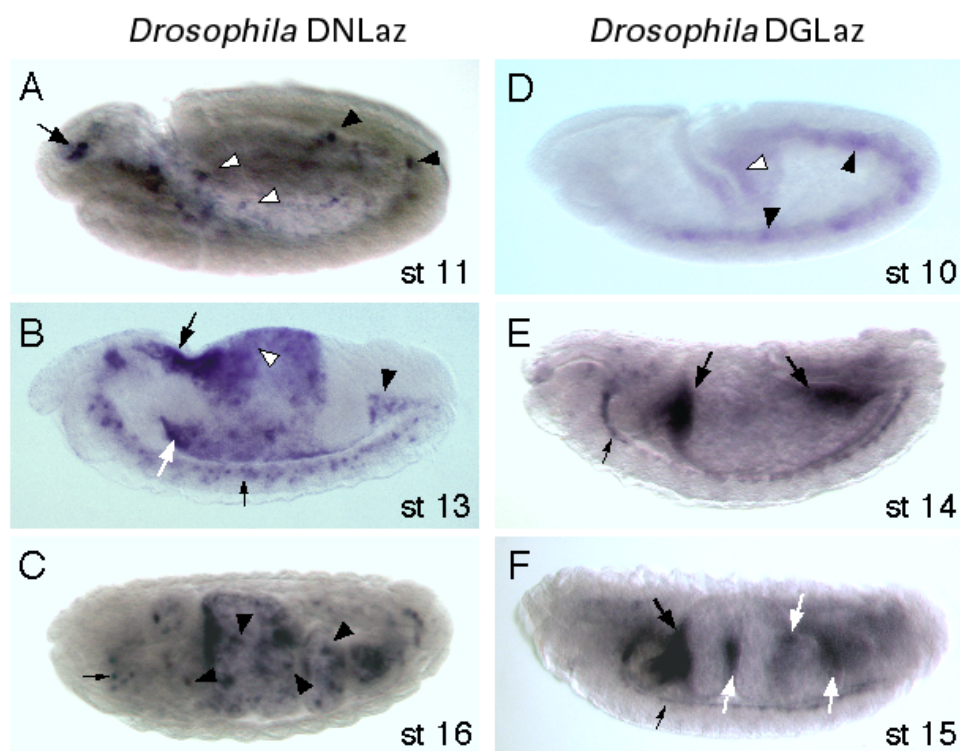 Drosophila DNLaz
Drosophila DGLaz
A
st 11
D
st 10
B
st 13
E
st 14
C
st 16
F
st 15